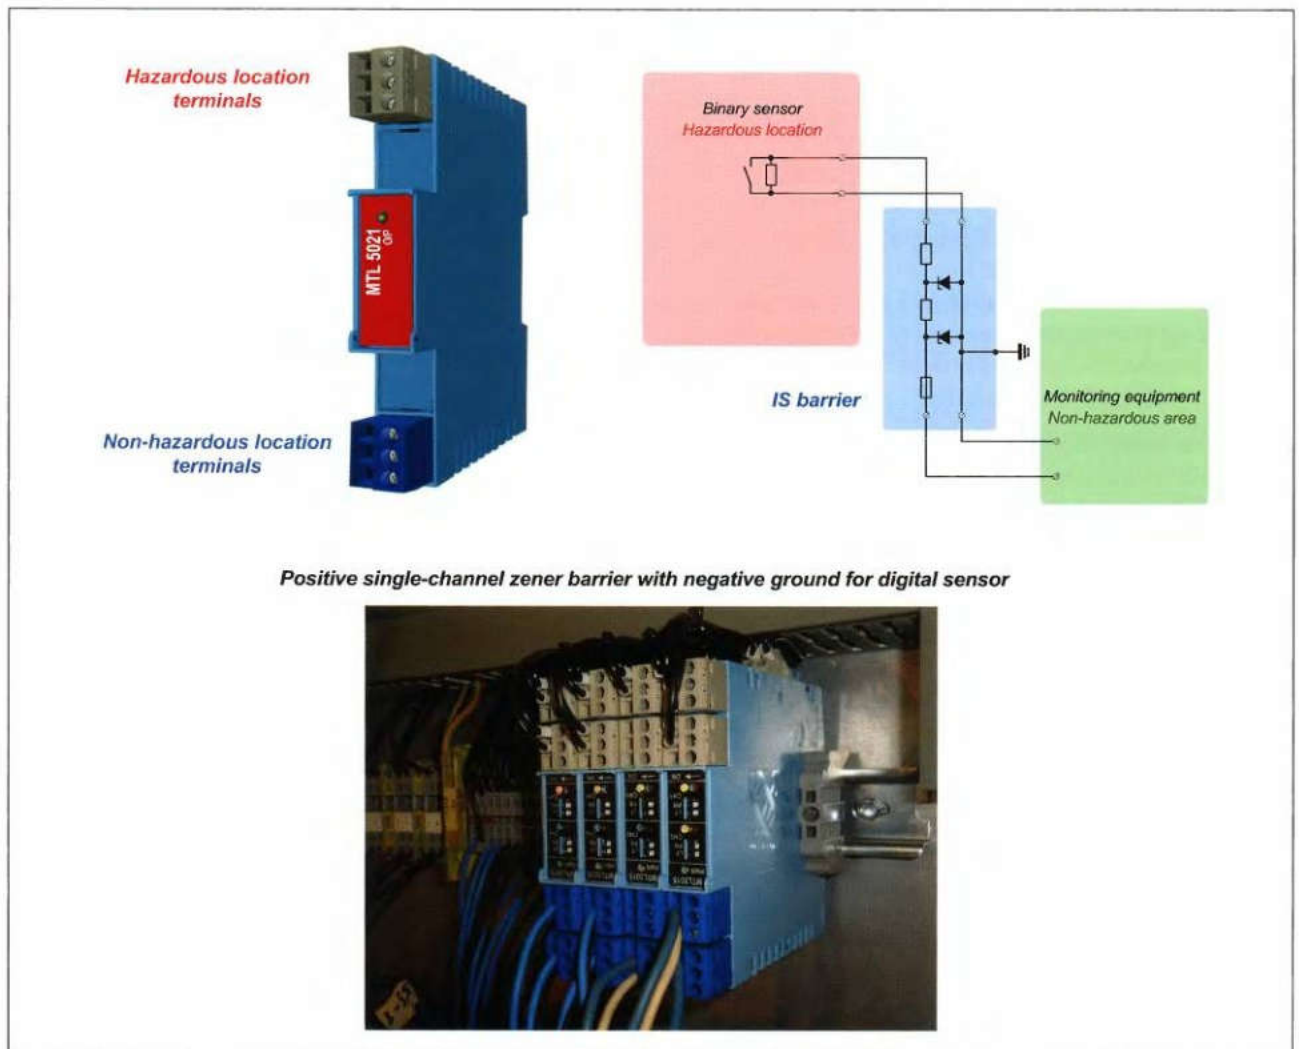 Hazardous location
terminals
MTL 5021
O/P
Non-hazardous location
terminals
Binary sensor
Hazardous location
IS barrier
Monitoring equipment
Non-hazardous area
Positive single-channel zener barrier with negative ground for digital sensor